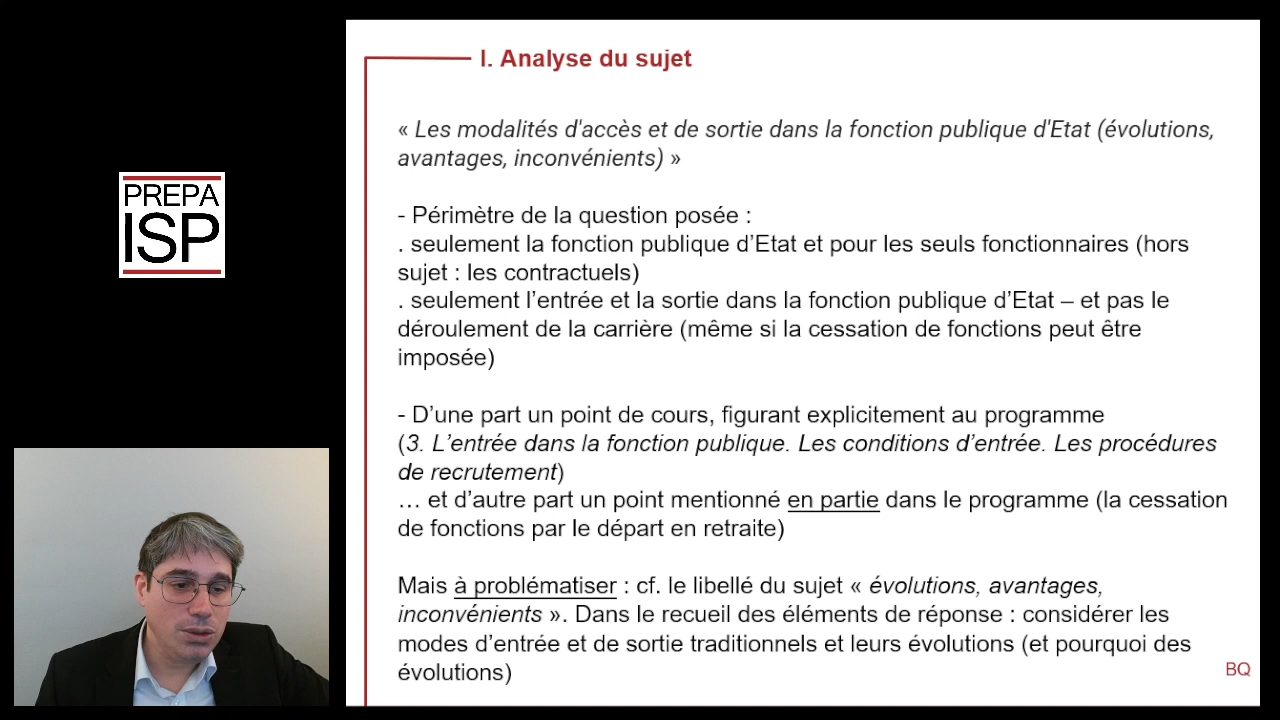 PREPA
ISP
I. Analyse du sujet
« Les modalités d'accès et de sortie dans la fonction publique d'Etat (évolutions,
avantages, inconvénients) »
- Périmètre de la question posée :
. seulement la fonction publique d’Etat et pour les seuls fonctionnaires (hors
sujet : les contractuels)
. seulement l’entrée et la sortie dans la fonction publique d’Etat – et pas le
déroulement de la carrière (même si la cessation de fonctions peut être
imposée)
- D’une part un point de cours, figurant explicitement au programme
(3. L’entrée dans la fonction publique. Les conditions d’entrée. Les procédures
de recrutement)
… et d’autre part un point mentionné en partie dans le programme (la cessation
de fonctions par le départ en retraite)
Mais à problématiser : cf. le libellé du sujet « évolutions, avantages,
inconvénients ». Dans le recueil des éléments de réponse : considérer les
modes d’entrée et de sortie traditionnels et leurs évolutions (et pourquoi des
évolutions)
BQ